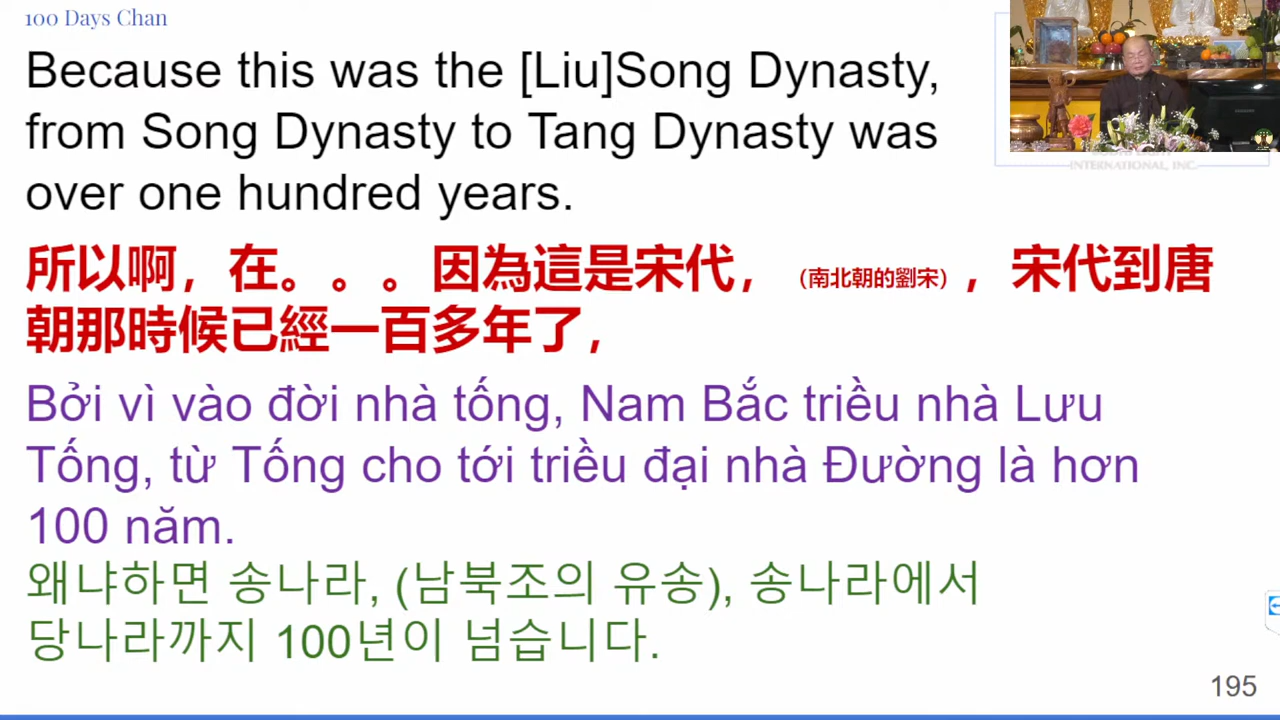 100 Days Chan
Because this was the [Liu]Song Dynasty,
from Song Dynasty to Tang Dynasty was
over one hundred years.
所以啊，在。。。因為這是宋代，（南北朝的劉宋），宋代到唐
朝那時候已經一百多年了，
Bởi vì vào đời nhà tống, Nam Bắc triều nhà Lưu
Tống, từ Tống cho tới triều đại nhà Đường là hơn
100 năm.
왜냐하면 송나라, (남북조의 유송), 송나라에서
당나라까지 100년이 넘습니다.
INTERNATIONAL, INC.
195